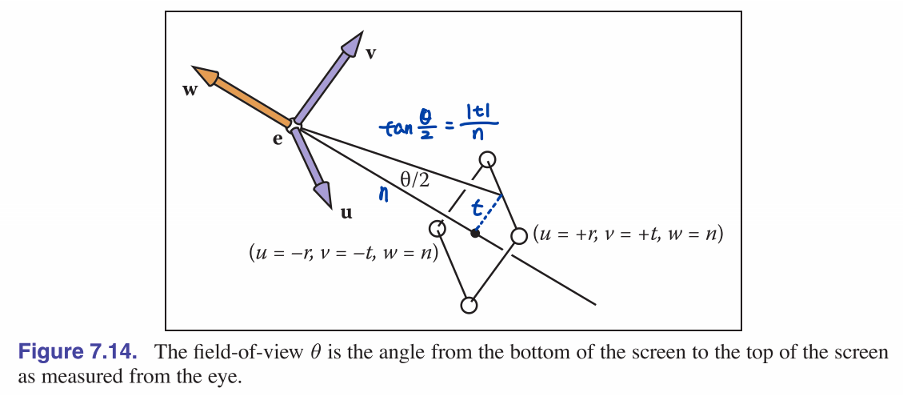 v
w
tan θ/2 = |t|/n
e
θ/2
n
t
u
(u = +r, v = +t, w = n)
(u = −r, v = −t, w = n)
Figure 7.14. The field-of-view θ is the angle from the bottom of the screen to the top of the screen
as measured from the eye.